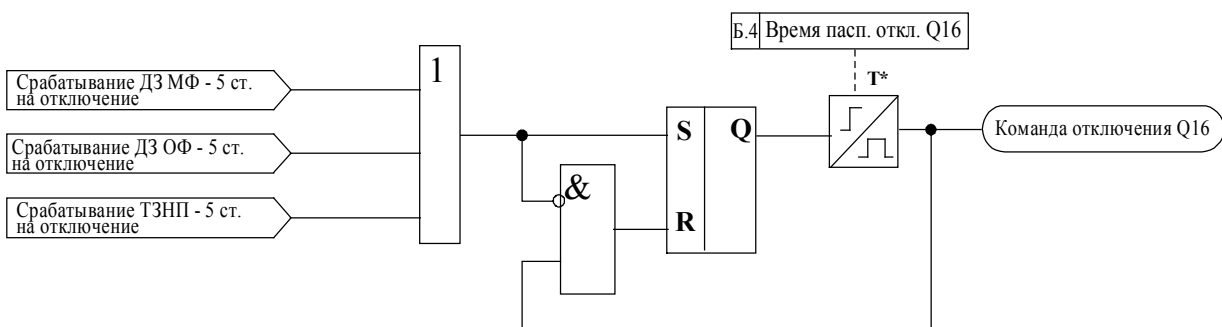 Б.4 Время пасп. откл. Q16
T*
Срабатывание ДЗ МФ - 5 ст.
на отключение
1
Срабатывание ДЗ ОФ - 5 ст.
на отключение
S Q
Команда отключения Q16
&
Срабатывание ТЗНП - 5 ст.
на отключение
R